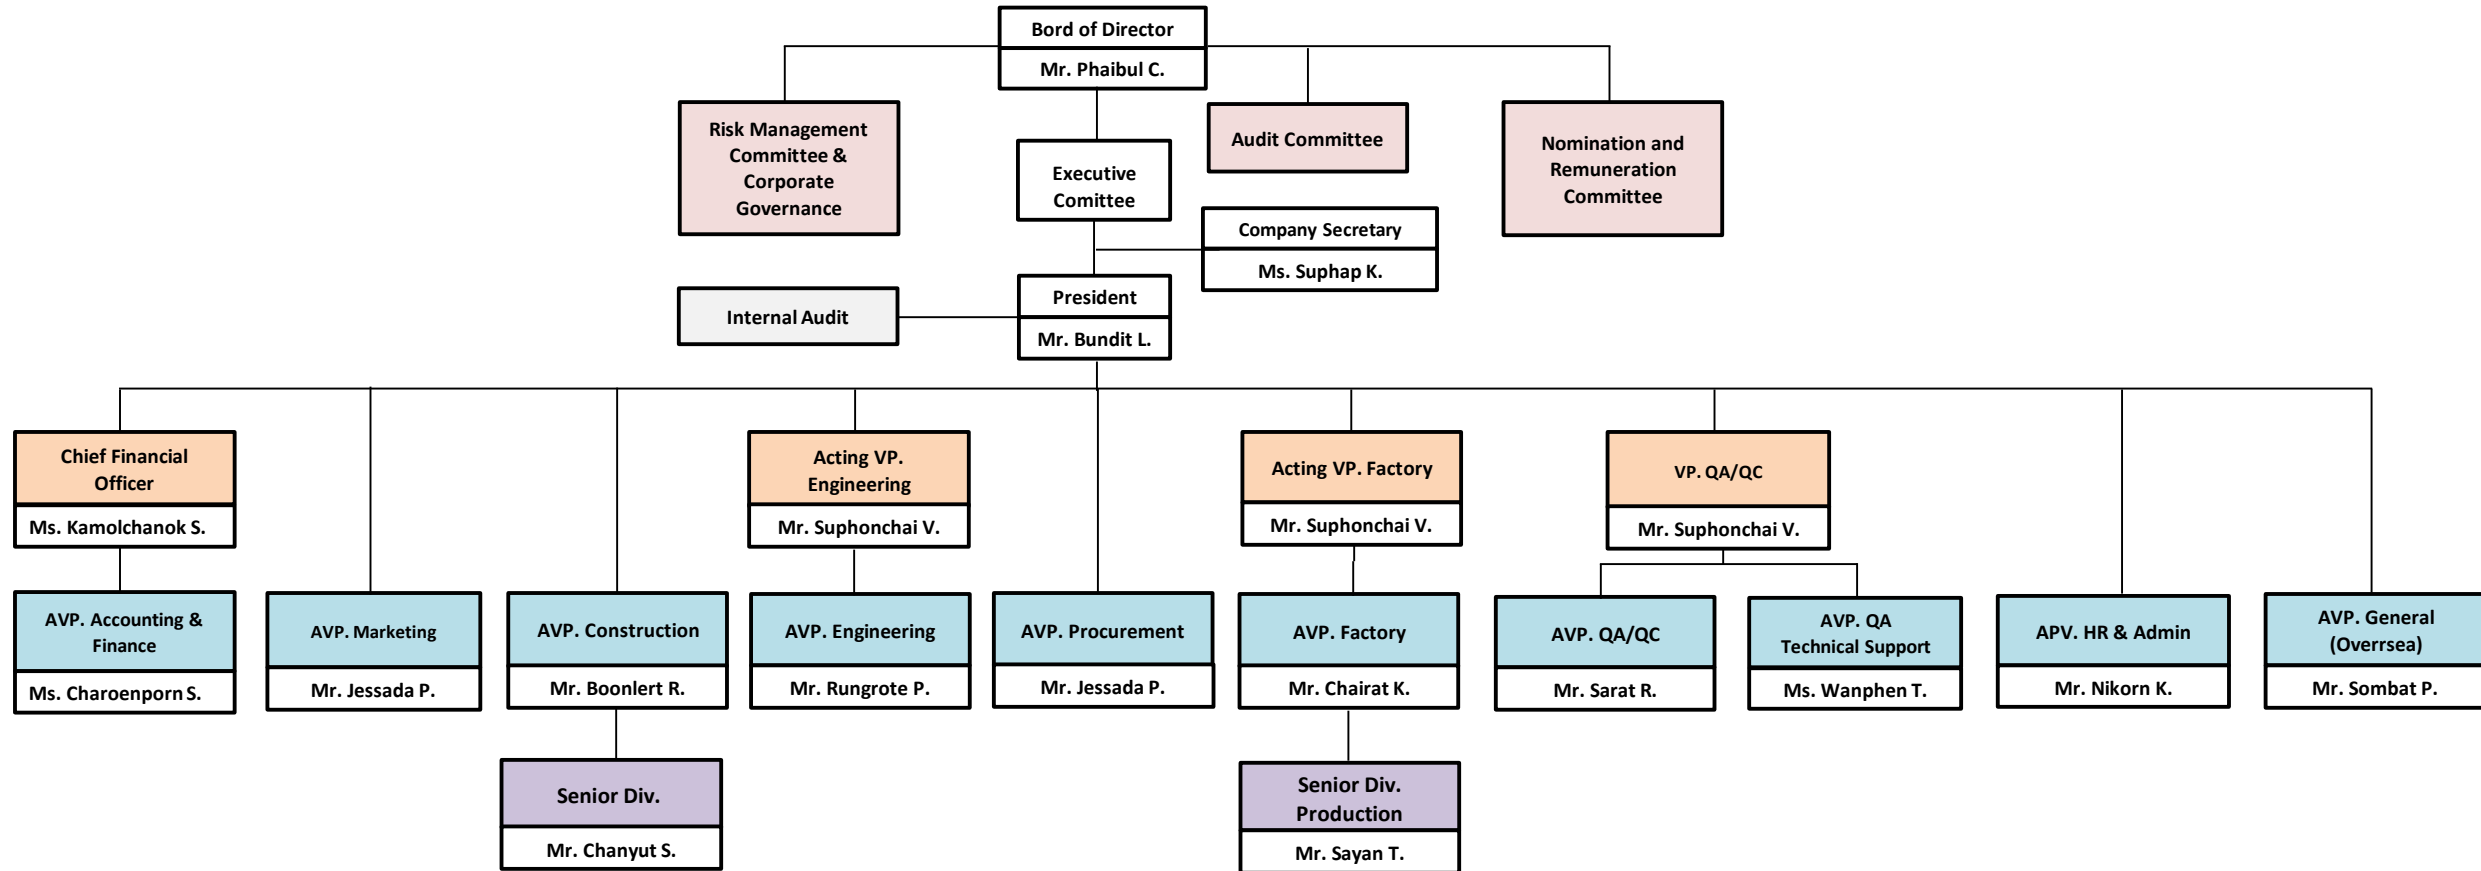 Bord of Director
Mr. Phaibul C.
Risk Management
Committee &
Corporate
Governance
Executive
Comittee
Audit Committee
Nomination and
Remuneration
Committee
Company Secretary
Ms. Suphap K.
Internal Audit
President
Mr. Bundit L.
Chief Financial
Officer
Ms. Kamolchanok S.
Acting VP.
Engineering
Mr. Suphonchai V.
Acting VP. Factory
Mr. Suphonchai V.
VP. QA/QC
Mr. Suphonchai V.
AVP. Accounting &
Finance
Ms. Charoenporn S.
AVP. Marketing
Mr. Jessada P.
AVP. Construction
Mr. Boonlert R.
AVP. Engineering
Mr. Rungrote P.
AVP. Procurement
Mr. Jessada P.
AVP. Factory
Mr. Chairat K.
AVP. QA/QC
Mr. Sarat R.
AVP. QA
Technical Support
Ms. Wanphen T.
APV. HR & Admin
Mr. Nikorn K.
AVP. General
(Overrsea)
Mr. Sombat P.
Senior Div.
Mr. Chanyut S.
Senior Div.
Production
Mr. Sayan T.